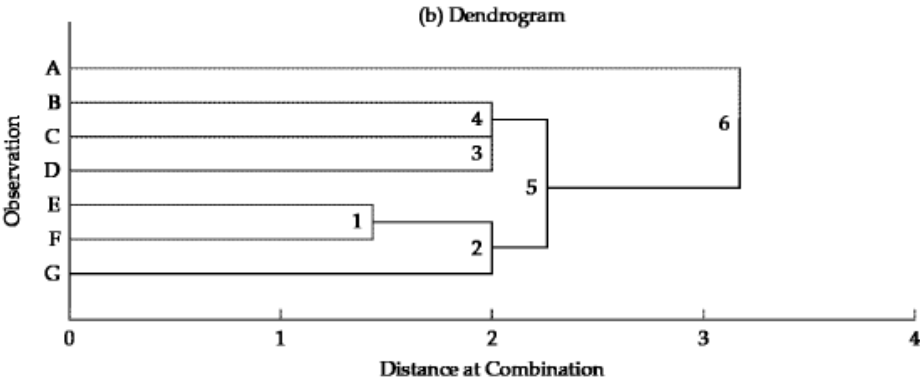 (b) Dendrogram
Observation
A
B
C
D
E
F
G
4
3
1
2
5
6
0 1 2 3 4
Distance at Combination